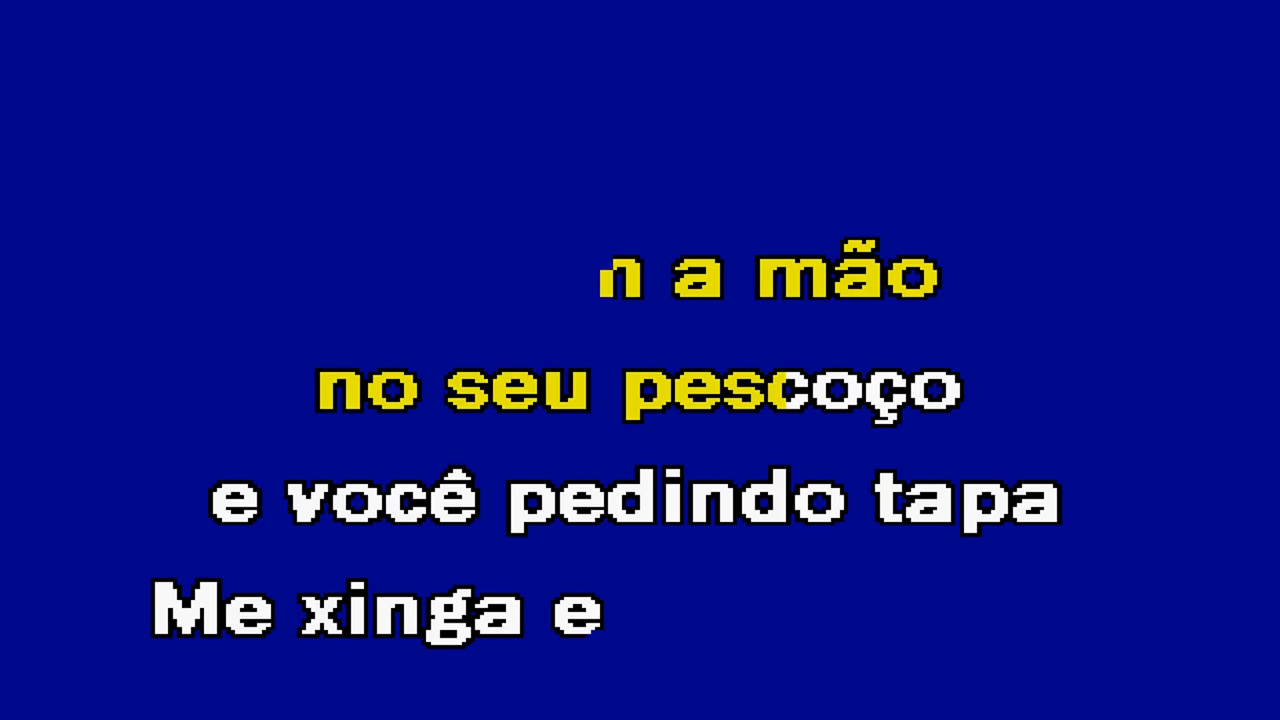 a mão
no seu pescoço
e você pedindo tapa
Me xinga e